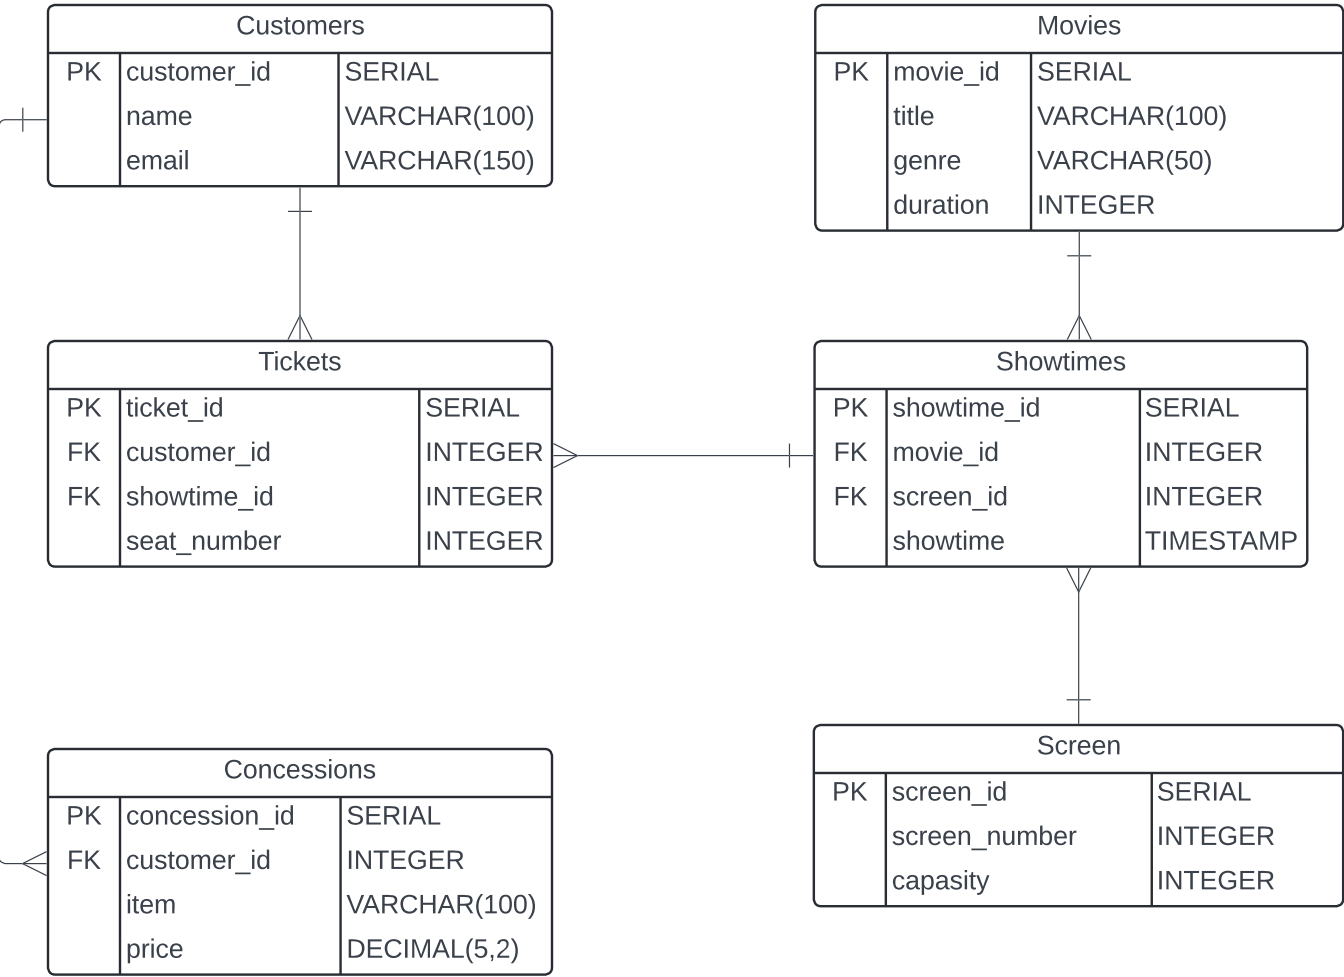 Customers
PK customer_id SERIAL
name VARCHAR(100)
email VARCHAR(150)
Movies
PK movie_id SERIAL
title VARCHAR(100)
genre VARCHAR(50)
duration INTEGER
Tickets
PK ticket_id SERIAL
FK customer_id INTEGER
FK showtime_id INTEGER
seat_number INTEGER
Showtimes
PK showtime_id SERIAL
FK movie_id INTEGER
FK screen_id INTEGER
showtime TIMESTAMP
Concessions
PK concession_id SERIAL
FK customer_id INTEGER
item VARCHAR(100)
price DECIMAL(5,2)
Screen
PK screen_id SERIAL
screen_number INTEGER
capasity INTEGER